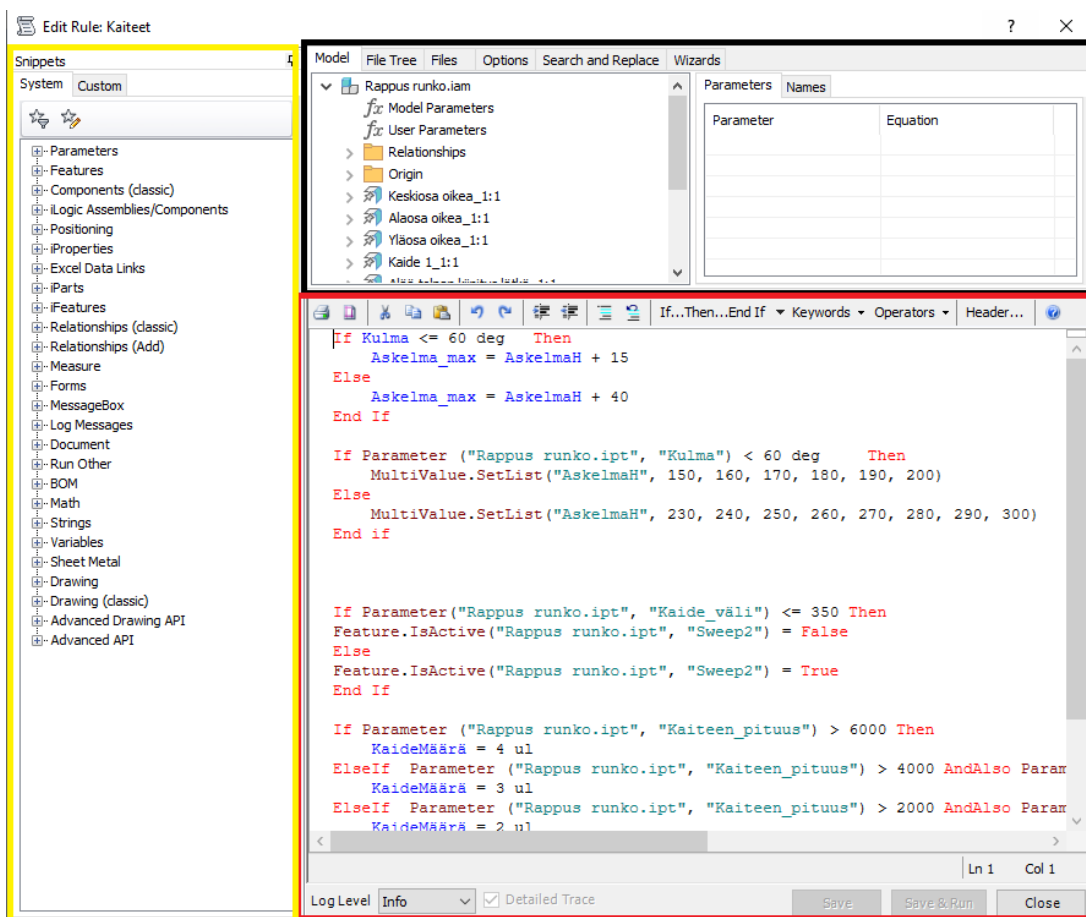 Edit Rule: Kaiteet
?
Snippets
System Custom
Parameters
Features
Components (classic)
iLogic Assemblies/Components
Positioning
iProperties
Excel Data Links
iParts
iFeatures
Relationships (classic)
Relationships (Add)
Measure
Forms
MessageBox
Log Messages
Document
Run Other
BOM
Math
Strings
Variables
Sheet Metal
Drawing
Drawing (classic)
Advanced Drawing API
Advanced API
Model File Tree Files Options Search and Replace Wizards
Rappus runko.iam
fx Model Parameters
fx User Parameters
Relationships
Origin
Keskiosa oikea_1:1
Alaosa oikea_1:1
Yläosa oikea_1:1
Kaide 1_1:1
Parameters Names
Parameter Equation
If...Then...End If Keywords Operators Header...
If Kulma <= 60 deg Then
Askelma_max = AskelmaH + 15
Else
Askelma_max = AskelmaH + 40
End If
If Parameter ("Rappus runko.ipt", "Kulma") < 60 deg Then
MultiValue.SetList("AskelmaH", 150, 160, 170, 180, 190, 200)
Else
MultiValue.SetList("AskelmaH", 230, 240, 250, 260, 270, 280, 290, 300)
End if
If Parameter("Rappus runko.ipt", "Kaide_väli") <= 350 Then
Feature.IsActive("Rappus runko.ipt", "Sweep2") = False
Else
Feature.IsActive("Rappus runko.ipt", "Sweep2") = True
End If
If Parameter ("Rappus runko.ipt", "Kaiteen_pituus") > 6000 Then
KaideMäärä = 4 ul
ElseIf Parameter ("Rappus runko.ipt", "Kaiteen_pituus") > 4000 AndAlso Param
KaideMäärä = 3 ul
ElseIf Parameter ("Rappus runko.ipt", "Kaiteen_pituus") > 2000 AndAlso Param
KaideMäärä = 2 ul
Ln 1 Col 1
Log Level Info Detailed Trace Save Save & Run Close